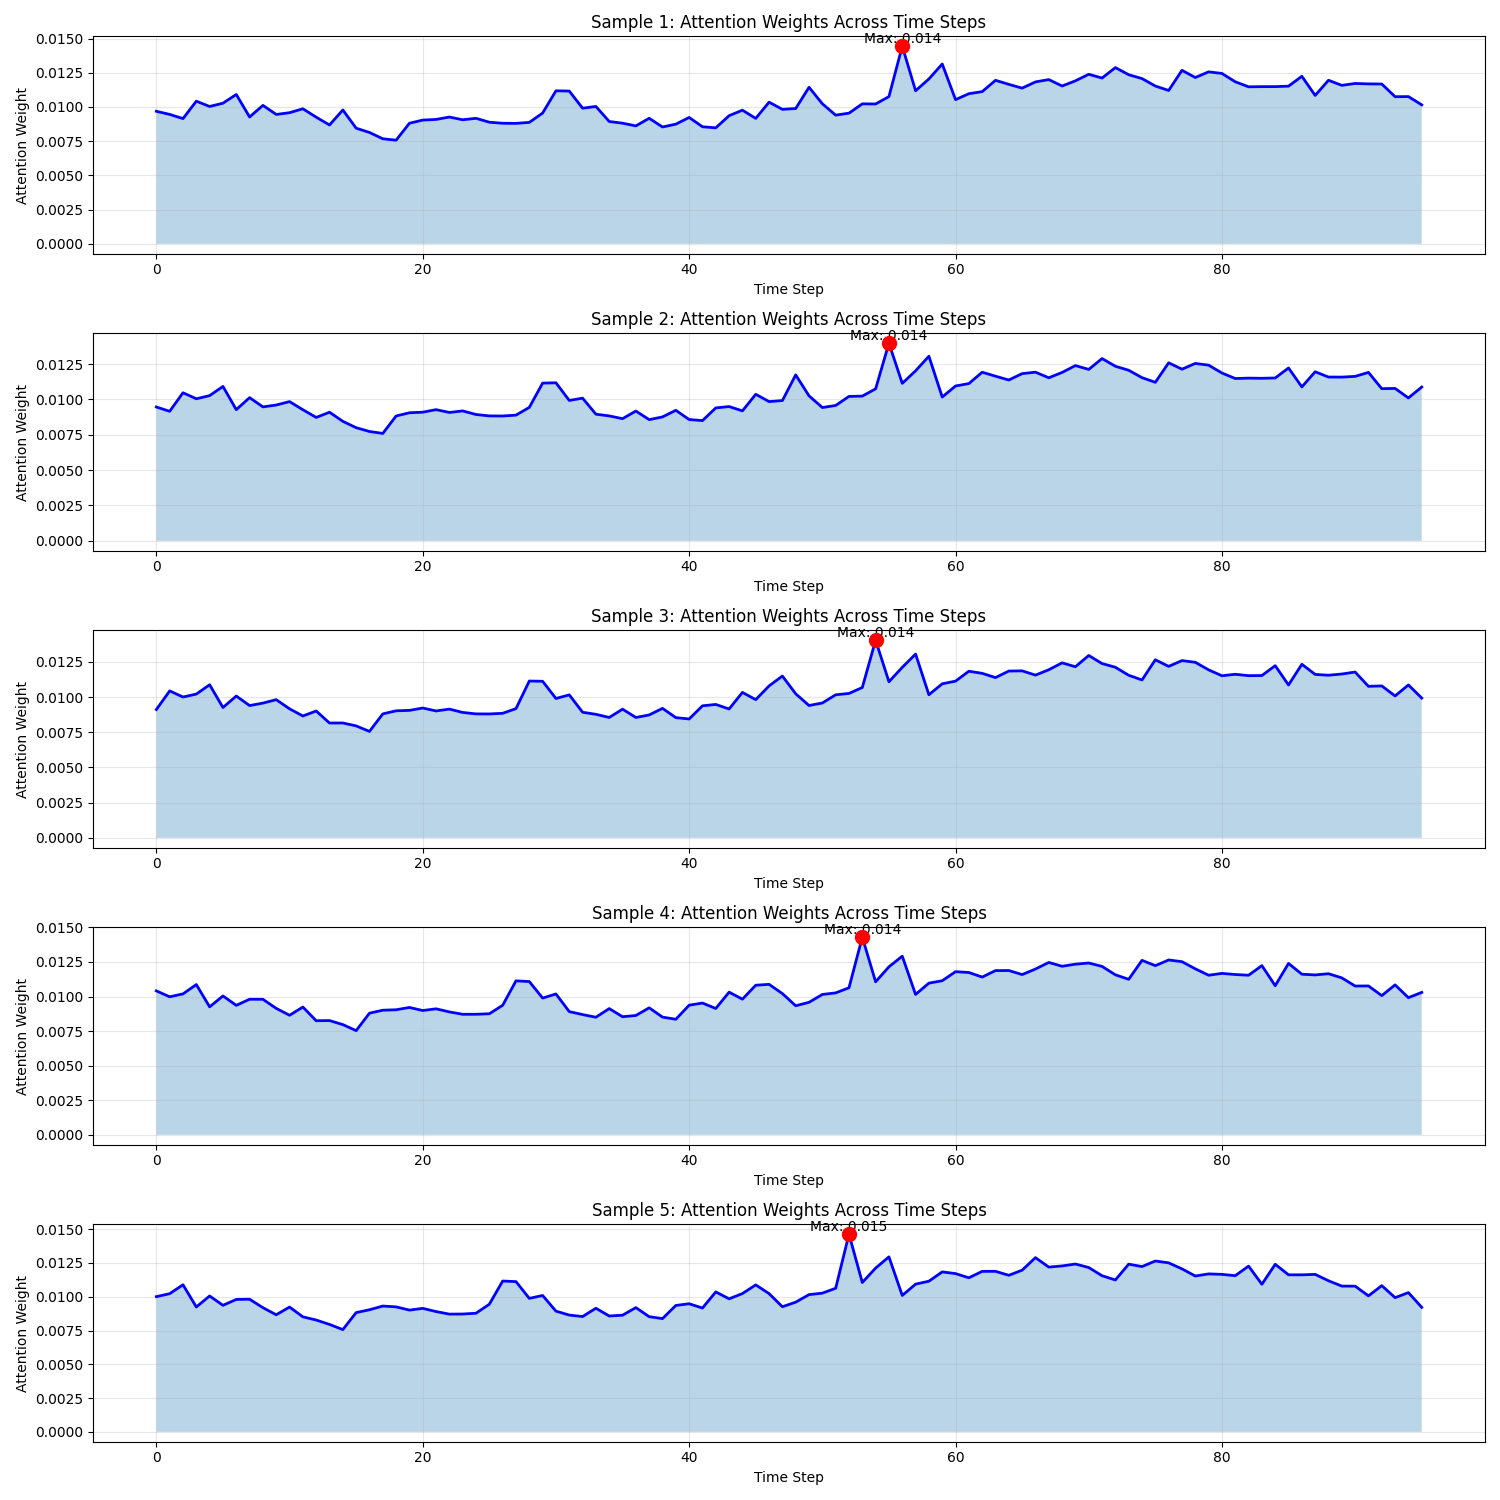 Sample 1: Attention Weights Across Time Steps
Max: 0.014
0.0150
0.0125
0.0100
0.0075
0.0050
0.0025
0.0000
Attention Weight
0 20 40 60 80
Time Step
Sample 2: Attention Weights Across Time Steps
Max: 0.014
0.0125
0.0100
0.0075
0.0050
0.0025
0.0000
Attention Weight
0 20 40 60 80
Time Step
Sample 3: Attention Weights Across Time Steps
Max: 0.014
0.0125
0.0100
0.0075
0.0050
0.0025
0.0000
Attention Weight
0 20 40 60 80
Time Step
Sample 4: Attention Weights Across Time Steps
Max: 0.014
0.0150
0.0125
0.0100
0.0075
0.0050
0.0025
0.0000
Attention Weight
0 20 40 60 80
Time Step
Sample 5: Attention Weights Across Time Steps
Max: 0.015
0.0150
0.0125
0.0100
0.0075
0.0050
0.0025
0.0000
Attention Weight
0 20 40 60 80
Time Step